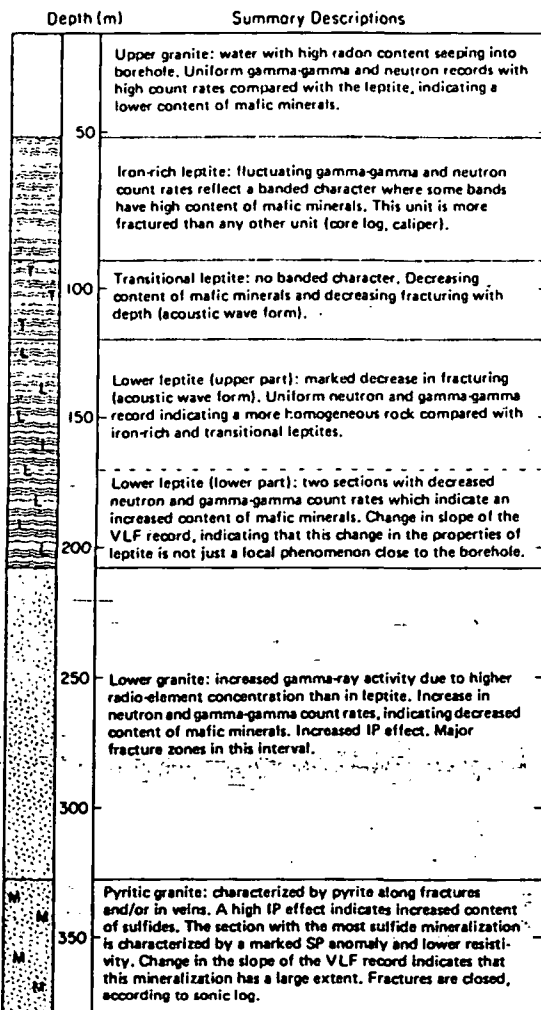 Depth (m) Summary Descriptions
Upper granite: water with high radon content seeping into
borehole. Uniform gamma-gamma and neutron records with
high count rates compared with the leptite, indicating a
lower content of mafic minerals.
50
Iron-rich leptite: fluctuating gamma-gamma and neutron
count rates reflect a banded character where some bands
have high content of mafic minerals. This unit is more
fractured than any other unit (core log, caliper).
T
T
100
Transitional leptite: no banded character. Decreasing
content of mafic minerals and decreasing fracturing with
depth (acoustic wave form).
T
L
Lower leptite (upper part): marked decrease in fracturing
(acoustic wave form). Uniform neutron and gamma-gamma
record indicating a more homogeneous rock compared with
iron-rich and transitional leptites.
L
L
150
L
L
Lower leptite (lower part): two sections with decreased
neutron and gamma-gamma count rates which indicate an
increased content of mafic minerals. Change in slope of the
VLF record, indicating that this change in the properties of
leptite is not just a local phenomenon close to the borehole.
L
L
L
200
250
Lower granite: increased gamma-ray activity due to higher
radio-element concentration than in leptite. Increase in
neutron and gamma-gamma count rates, indicating decreased
content of mafic minerals. Increased IP effect. Major
fracture zones in this interval.
300
Pyritic granite: characterized by pyrite along fractures
and/or in veins. A high IP effect indicates increased content
of sulfides. The section with the most sulfide mineralization
is characterized by a marked SP anomaly and lower resisti-
vity. Change in the slope of the VLF record indicates that
this mineralization has a large extent. Fractures are closed,
according to sonic log.
M
M
350
M
M